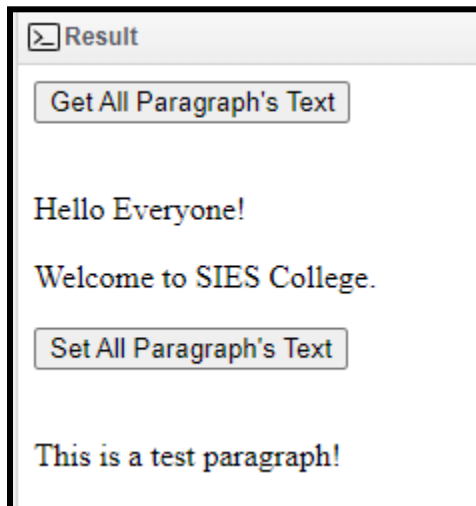 Result
Get All Paragraph's Text
Hello Everyone!
Welcome to SIES College.
Set All Paragraph's Text
This is a test paragraph!